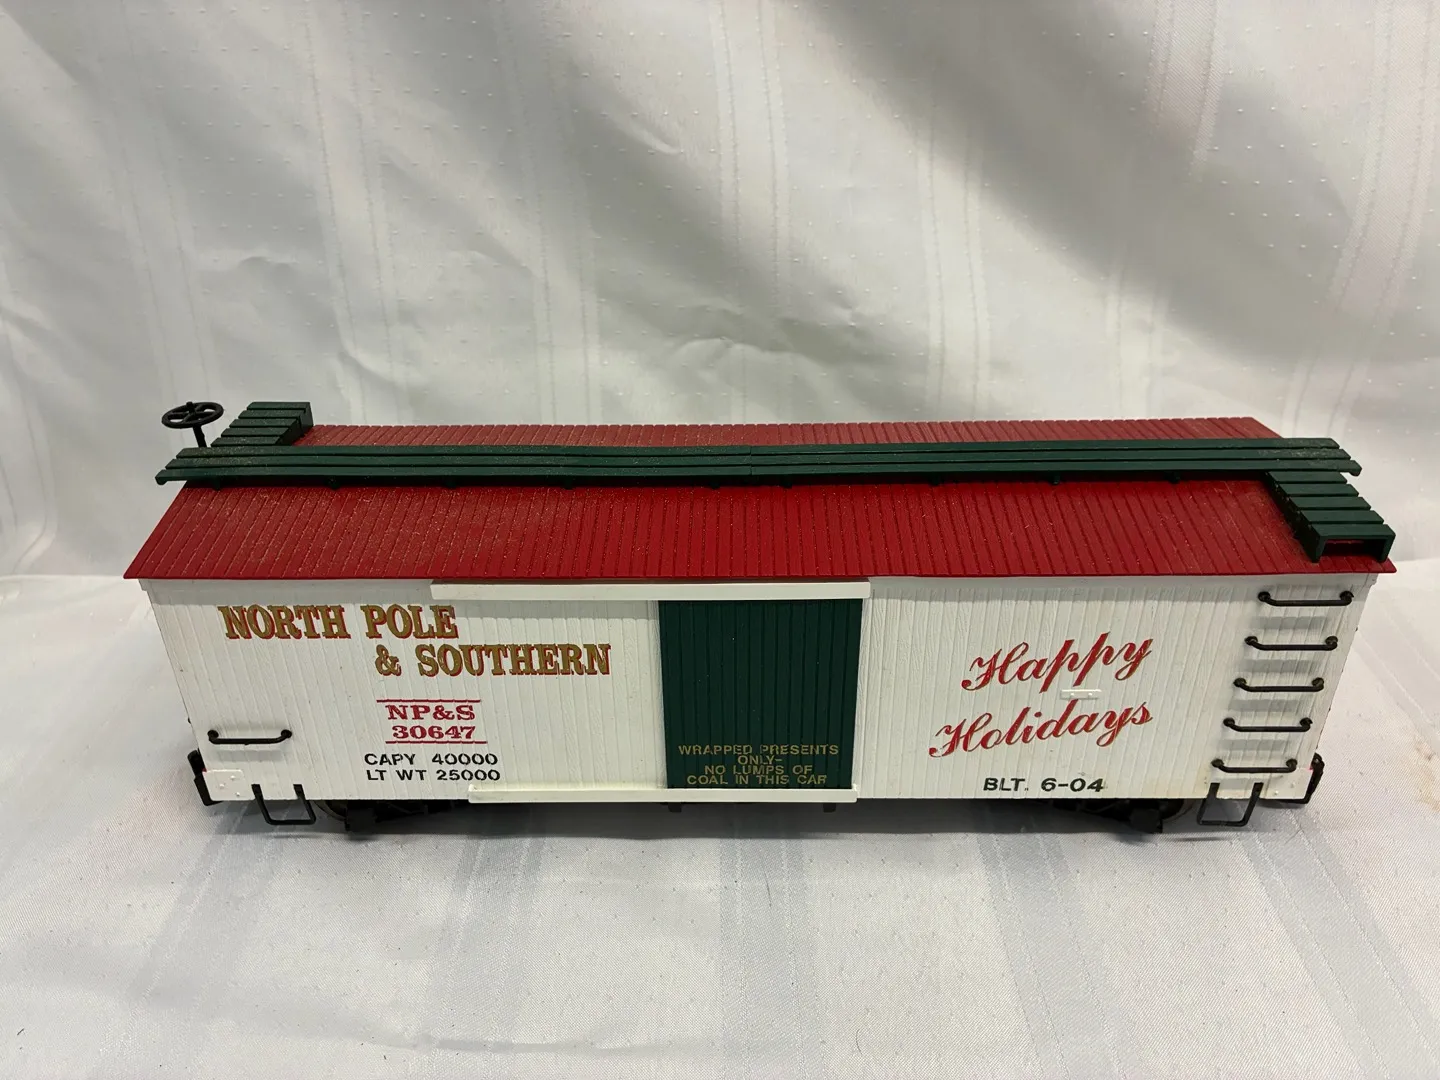 NORTH POLE
& SOUTHERN
NP&S
30647
CAPY 40000
LT WT 25000
WRAPPED PRESENTS
ONLY-
NO LUMPS OF
COAL IN THIS CAR
Happy
Holidays
BLT. 6-04